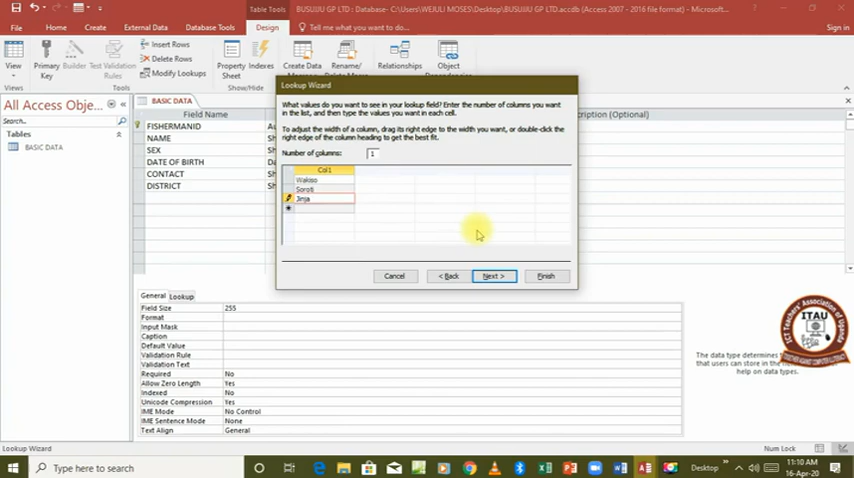 Table Tools
BUSUJJU GP LTD : Database- C:\Users\WEJULI MOSES\Desktop\BUSUJJU GP LTD.accdb (Access 2007 - 2016 file format) - Microsoft...
File Home Create External Data Database Tools Design Tell me what you want to do... Sign in
View Primary Key Builder Test Validation Rules
Insert Rows
Delete Rows
Modify Lookups
Property Sheet Indexes Create Data Rename/ Relationships Object
Views Tools Show/Hide
All Access Obje...
Search...
Tables
BASIC DATA
BASIC DATA
Field Name
scription (Optional)
FISHERMANID
NAME Sh
SEX Sh
DATE OF BIRTH Da
CONTACT Sh
DISTRICT Sh
Lookup Wizard
What values do you want to see in your lookup field? Enter the number of columns you want
in the list, and then type the values you want in each cell.
To adjust the width of a column, drag its right edge to the width you want, or double-click the
right edge of the column heading to get the best fit.
Number of columns: 1
Col1
Wakiso
Soroti
Jinja
Cancel < Back Next > Finish
General Lookup
Field Size 255
Format
Input Mask
Caption
Default Value
Validation Rule
Validation Text
Required No
Allow Zero Length Yes
Indexed No
Unicode Compression Yes
IME Mode No Control
IME Sentence Mode None
Text Align General
The data type determines
that users can store in the
help on data types.
ITAU
Lookup Wizard
Num Lock
Type here to search
Desktop
11:10 AM
16-Apr-20